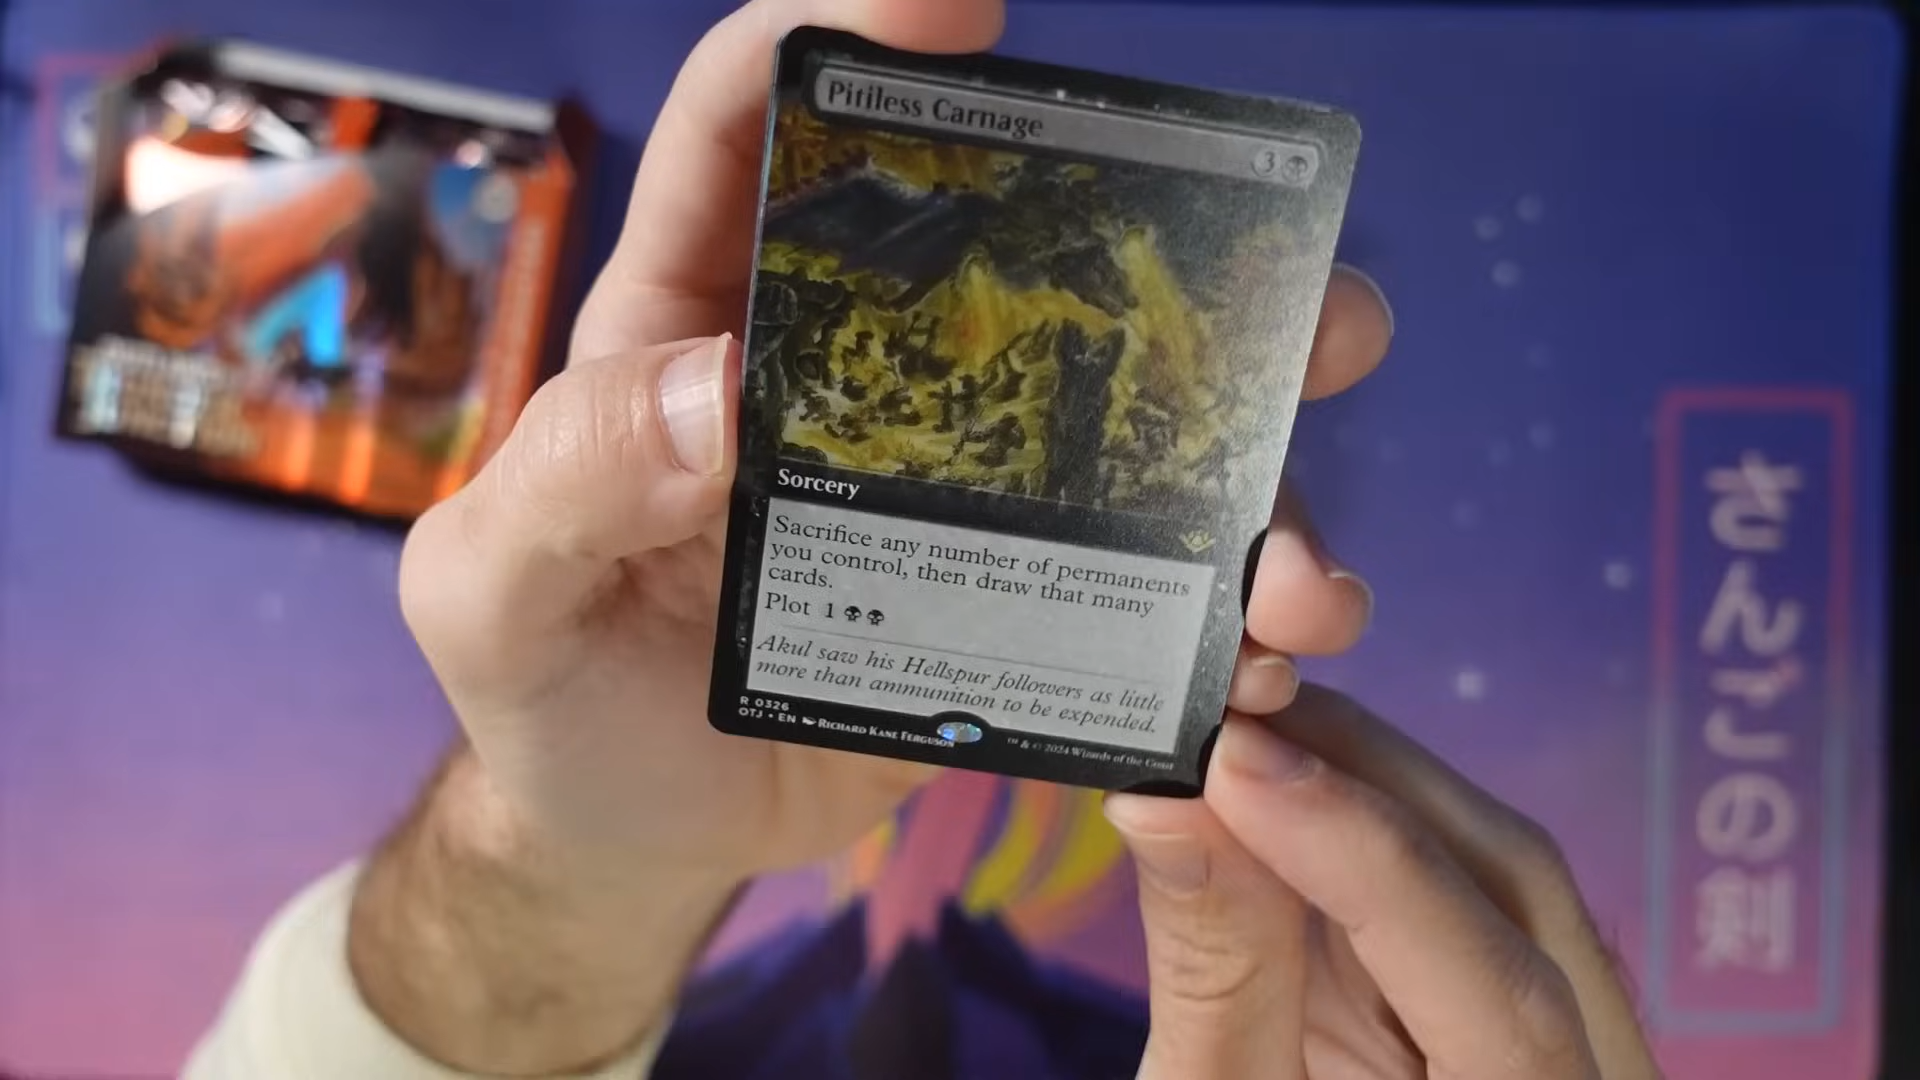 Pitiless Carnage
3
Sorcery
Sacrifice any number of permanents
you control, then draw that many
cards.
Plot 1
Akul saw his Hellspur followers as little
more than ammunition to be expended.
R 0326
OTJ • EN RICHARD KANE FERGUSON
™ & © 2024 Wizards of the Coast
さんごの剣